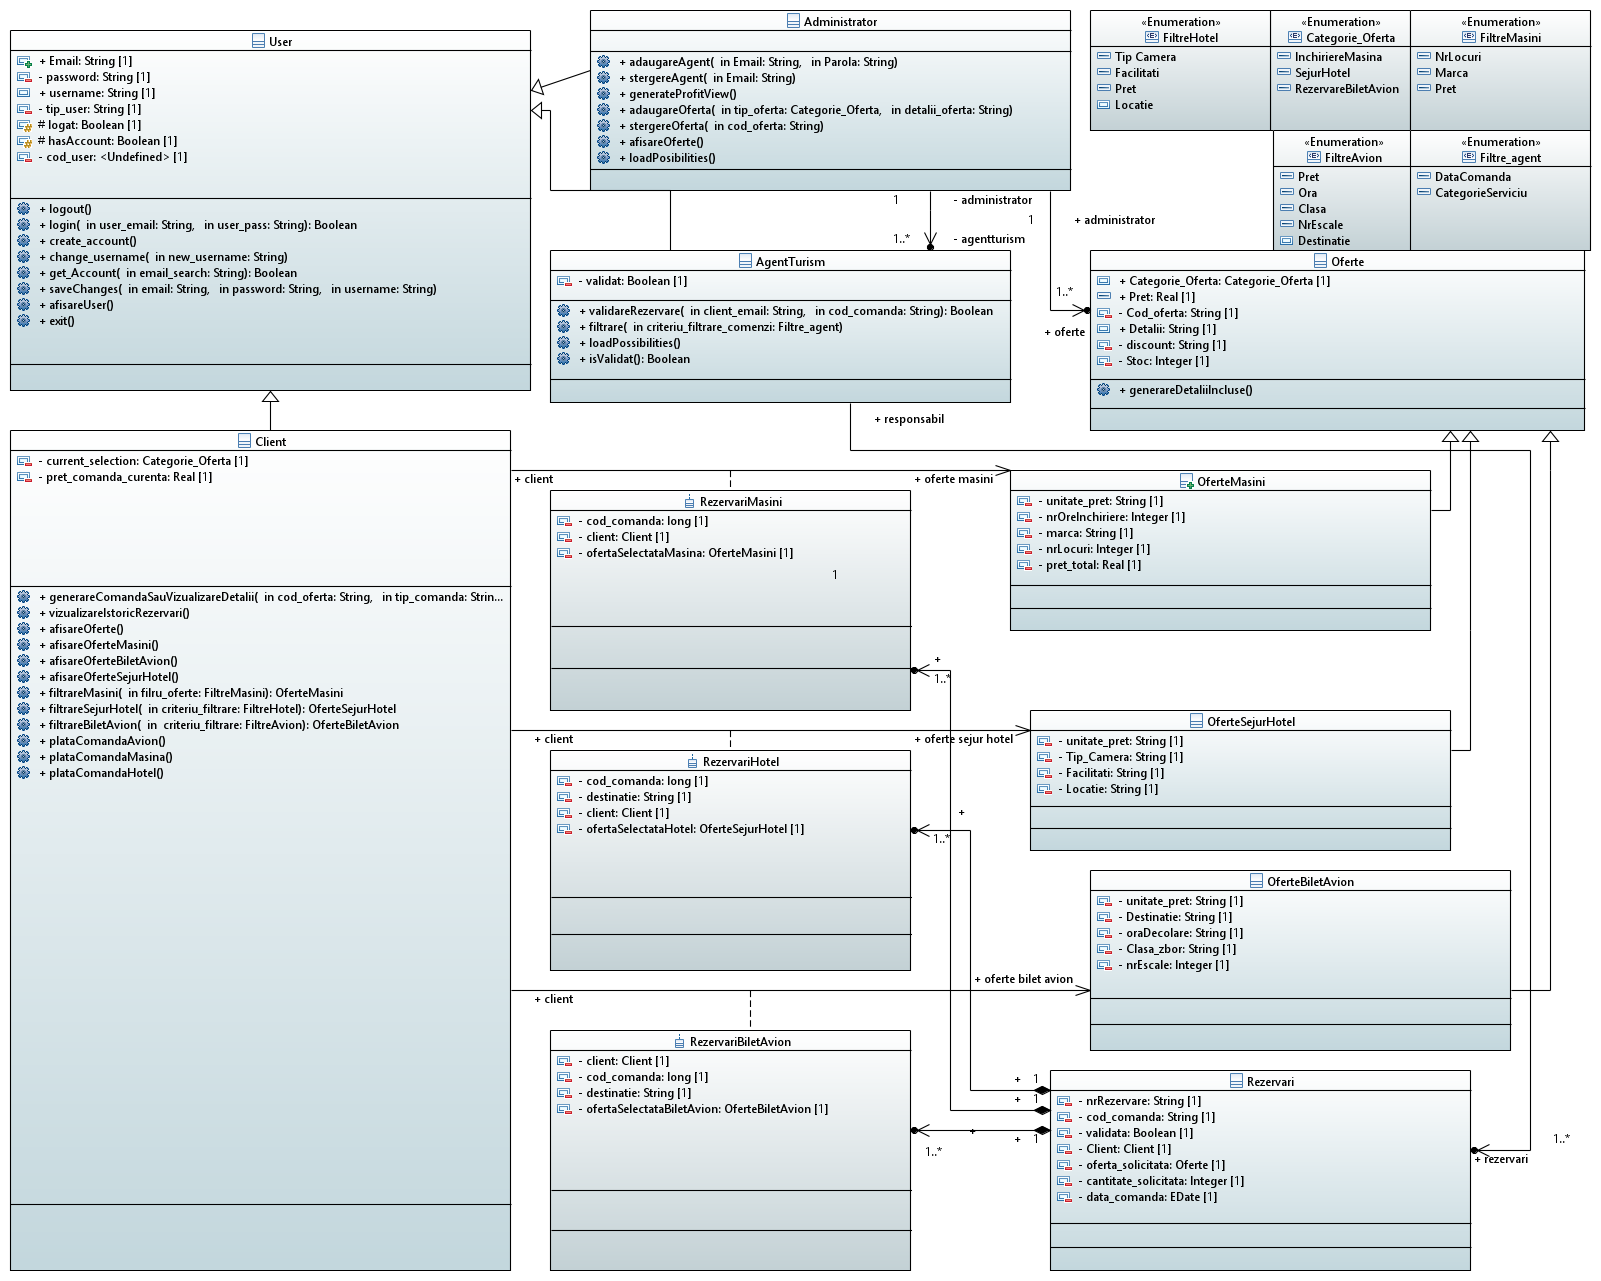 User
+ Email: String [1]
- password: String [1]
+ username: String [1]
- tip_user: String [1]
# logat: Boolean [1]
# hasAccount: Boolean [1]
- cod_user: <Undefined> [1]
+ logout()
+ login( in user_email: String, in user_pass: String): Boolean
+ create_account()
+ change_username( in new_username: String)
+ get_Account( in email_search: String): Boolean
+ saveChanges( in email: String, in password: String, in username: String)
+ afisareUser()
+ exit()
Administrator
+ adaugareAgent( in Email: String, in Parola: String)
+ stergereAgent( in Email: String)
+ generateProfitView()
+ adaugareOferta( in tip_oferta: Categorie_Oferta, in detalii_oferta: String)
+ stergereOferta( in cod_oferta: String)
+ afisareOferte()
+ loadPosibilities()
«Enumeration»
FiltreHotel
Tip Camera
Facilitati
Pret
Locatie
«Enumeration»
Categorie_Oferta
InchiriereMasina
SejurHotel
RezervareBiletAvion
«Enumeration»
FiltreMasini
NrLocuri
Marca
Pret
«Enumeration»
FiltreAvion
Pret
Ora
Clasa
NrEscale
Destinatie
«Enumeration»
Filtre_agent
DataComanda
CategorieServiciu
1
- administrator
1..*
- agentturism
1
+ administrator
1..*
+ oferte
AgentTurism
- validat: Boolean [1]
+ validareRezervare( in client_email: String, in cod_comanda: String): Boolean
+ filtrare( in criteriu_filtrare_comenzi: Filtre_agent)
+ loadPossibilities()
+ isValidat(): Boolean
Oferte
+ Categorie_Oferta: Categorie_Oferta [1]
+ Pret: Real [1]
- Cod_oferta: String [1]
+ Detalii: String [1]
- discount: String [1]
- Stoc: Integer [1]
+ generareDetaliiIncluse()
+ responsabil
Client
- current_selection: Categorie_Oferta [1]
- pret_comanda_curenta: Real [1]
+ generareComandaSauVizualizareDetalii( in cod_oferta: String, in tip_comanda: Strin...
+ vizualizareIstoricRezervari()
+ afisareOferte()
+ afisareOferteMasini()
+ afisareOferteBiletAvion()
+ afisareOferteSejurHotel()
+ filtrareMasini( in filru_oferte: FiltreMasini): OferteMasini
+ filtrareSejurHotel( in criteriu_filtrare: FiltreHotel): OferteSejurHotel
+ filtrareBiletAvion( in criteriu_filtrare: FiltreAvion): OferteBiletAvion
+ plataComandaAvion()
+ plataComandaMasina()
+ plataComandaHotel()
+ client
+ oferte masini
RezervariMasini
- cod_comanda: long [1]
- client: Client [1]
- ofertaSelectataMasina: OferteMasini [1]
1
OferteMasini
- unitate_pret: String [1]
- nrOreInchiriere: Integer [1]
- marca: String [1]
- nrLocuri: Integer [1]
- pret_total: Real [1]
+
1..*
+ client
+ oferte sejur hotel
RezervariHotel
- cod_comanda: long [1]
- destinatie: String [1]
- client: Client [1]
- ofertaSelectataHotel: OferteSejurHotel [1]
OferteSejurHotel
- unitate_pret: String [1]
- Tip_Camera: String [1]
- Facilitati: String [1]
- Locatie: String [1]
+
1..*
+ client
+ oferte bilet avion
OferteBiletAvion
- unitate_pret: String [1]
- Destinatie: String [1]
- oraDecolare: String [1]
- Clasa_zbor: String [1]
- nrEscale: Integer [1]
RezervariBiletAvion
- client: Client [1]
- cod_comanda: long [1]
- destinatie: String [1]
- ofertaSelectataBiletAvion: OferteBiletAvion [1]
+ 1
+ 1
+
+ 1
1..*
Rezervari
- nrRezervare: String [1]
- cod_comanda: String [1]
- validata: Boolean [1]
- Client: Client [1]
- oferta_solicitata: Oferte [1]
- cantitate_solicitata: Integer [1]
- data_comanda: EDate [1]
1..*
+ rezervari